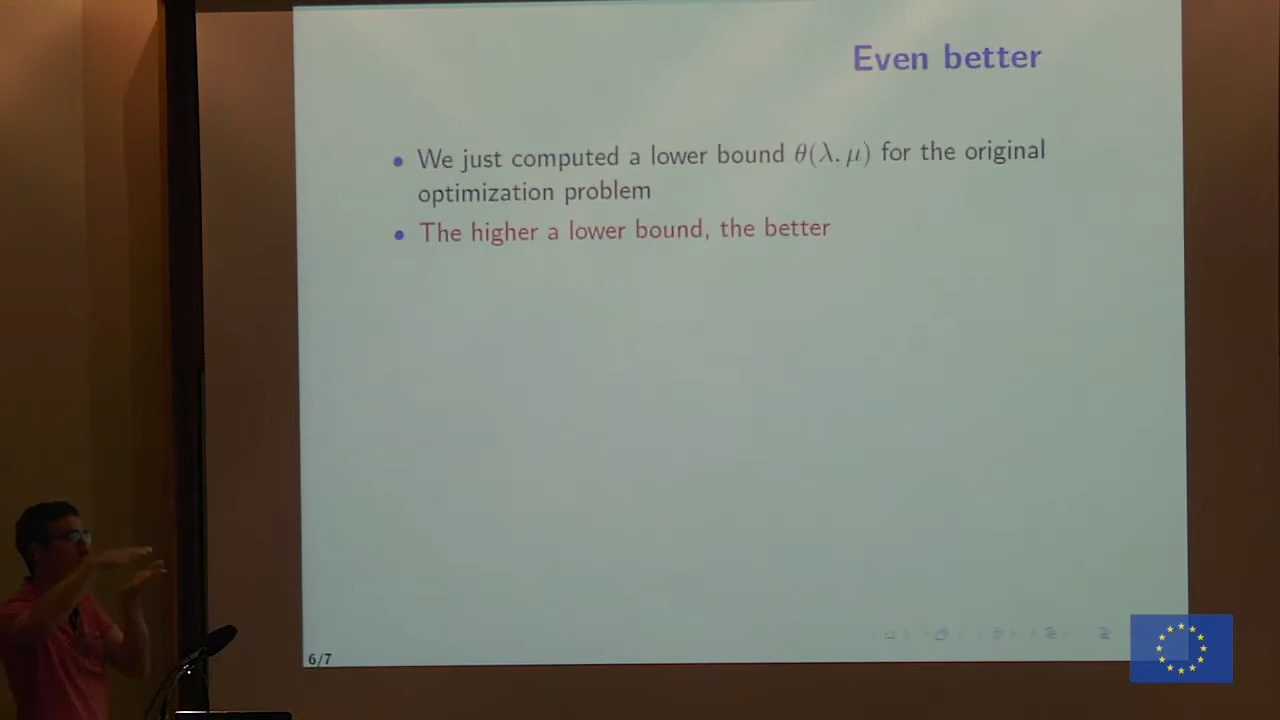 Even better
• We just computed a lower bound θ(λ, μ) for the original
optimization problem
• The higher a lower bound, the better
6/7